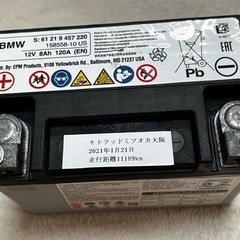 BMW
S: 61 21 9 457 220
158558-10 US
12V 8Ah 120A (EN)
(Rec. by: EPM Products, 9108 Yellowbrick Rd., Baltimore, MD 21237 USA)
Pb
モトラッドミツオカ大阪
2021年1月21日
走行距離11189km